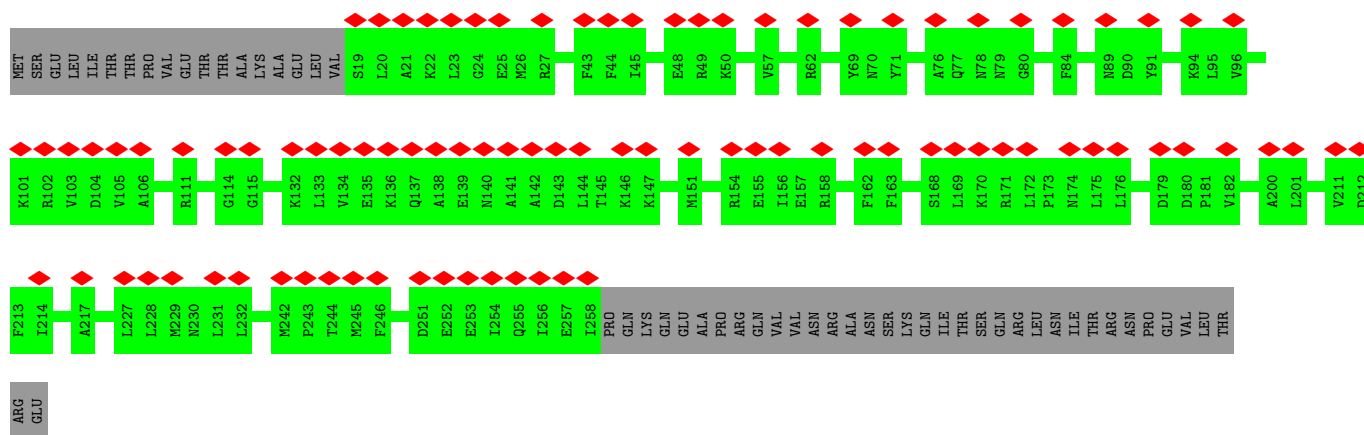 MET SER GLU LEU ILE THR THR PRO VAL GLU THR THR ALA LYS ALA GLU LEU VAL S19 L20 A21 K22 L23 G24 E25 M26 R27 F43 F44 I45 E48 R49 K50 V57 R62 Y69 N70 Y71 A76 Q77 N78 N79 G80 F84 N89 D90 Y91 K94 L95 V96
K101 R102 V103 D104 V105 A106 R111 G114 G115 K132 L133 V134 E135 K136 Q137 A138 E139 N140 A141 A142 D143 L144 T145 K146 K147 M151 R154 E155 I156 E157 R158 F162 F163 S168 L169 K170 R171 L172 P173 N174 L175 L176 D179 D180 P181 V182 A200 L201 V211 D212
F213 I214 A217 L227 L228 M229 N230 L231 L232 M242 P243 T244 M245 F246 D251 E252 E253 I254 Q255 I256 E257 I258 PRO GLN LYS GLN GLU ALA PRO ARG GLN VAL VAL ASN ARG ALA ASN SER LYS GLN ILE THR SER GLN ARG LEU ASN ILE THR ARG ASN PRO GLU VAL LEU THR
ARG GLU